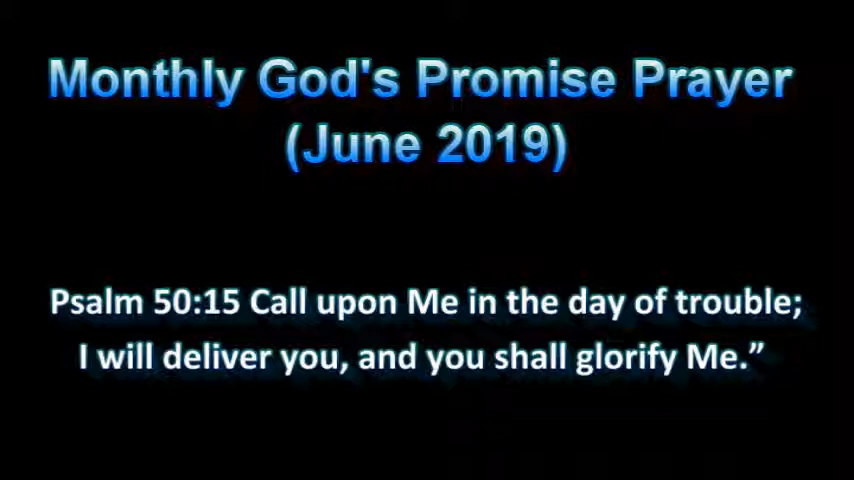 Monthly God's Promise Prayer
(June 2019)
Psalm 50:15 Call upon Me in the day of trouble;
I will deliver you, and you shall glorify Me.”